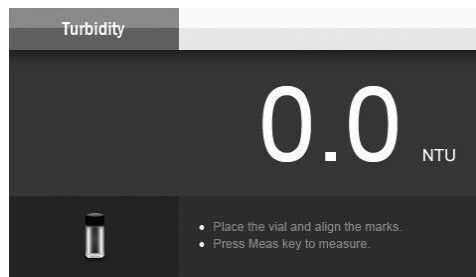 Turbidity
0.0 NTU
Place the vial and align the marks.
Press Meas key to measure.